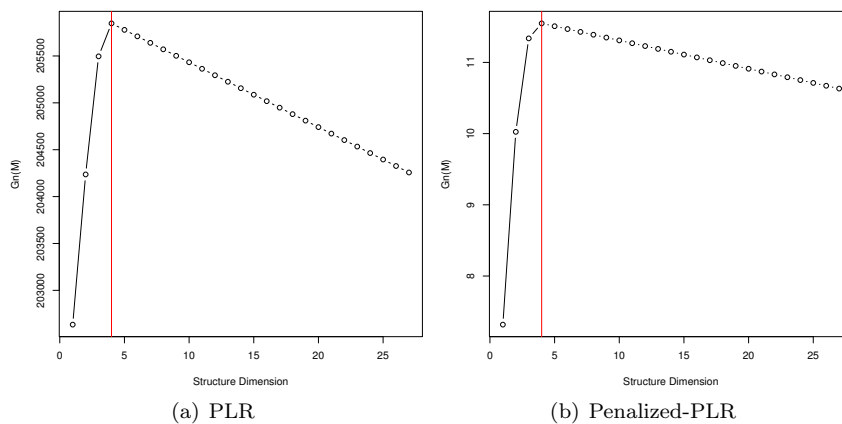 205500
205000
204500
204000
203500
203000
Gn(M)
0 5 10 15 20 25
Structure Dimension
(a) PLR
11
10
9
8
Gn(M)
0 5 10 15 20 25
Structure Dimension
(b) Penalized-PLR